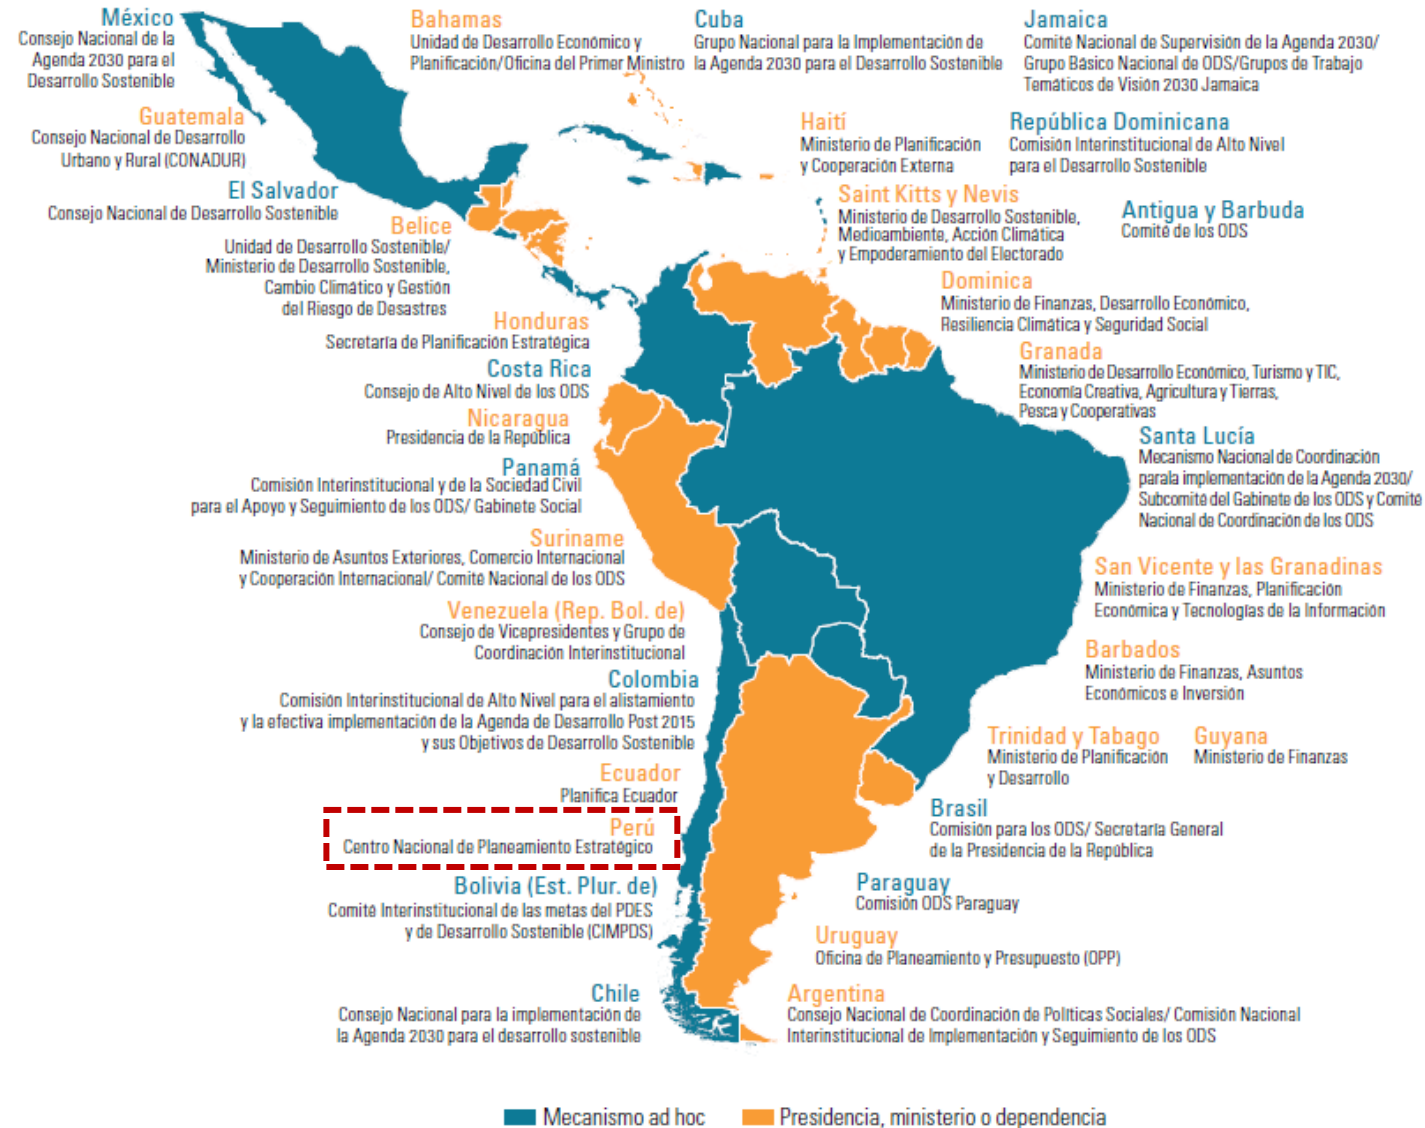 México
Consejo Nacional de la
Agenda 2030 para el
Desarrollo Sostenible
Bahamas
Unidad de Desarrollo Económico y
Planificación/Oficina del Primer Ministro
Cuba
Grupo Nacional para la Implementación de
la Agenda 2030 para el Desarrollo Sostenible
Jamaica
Comité Nacional de Supervisión de la Agenda 2030/
Grupo Básico Nacional de ODS/Grupos de Trabajo
Temáticos de Visión 2030 Jamaica
Guatemala
Consejo Nacional de Desarrollo
Urbano y Rural (CONADUR)
Haití
Ministerio de Planificación
y Cooperación Externa
República Dominicana
Comisión Interinstitucional de Alto Nivel
para el Desarrollo Sostenible
El Salvador
Consejo Nacional de Desarrollo Sostenible
Saint Kitts y Nevis
Ministerio de Desarrollo Sostenible,
Medioambiente, Acción Climática
y Empoderamiento del Electorado
Antigua y Barbuda
Comité de los ODS
Belice
Unidad de Desarrollo Sostenible/
Ministerio de Desarrollo Sostenible,
Cambio Climático y Gestión
del Riesgo de Desastres
Dominica
Ministerio de Finanzas, Desarrollo Económico,
Resiliencia Climática y Seguridad Social
Honduras
Secretaría de Planificación Estratégica
Granada
Ministerio de Desarrollo Económico, Turismo y TIC,
Economía Creativa, Agricultura y Tierras,
Pesca y Cooperativas
Costa Rica
Consejo de Alto Nivel de los ODS
Nicaragua
Presidencia de la República
Santa Lucía
Mecanismo Nacional de Coordinación
parala implementación de la Agenda 2030/
Subcomité del Gabinete de los ODS y Comité
Nacional de Coordinación de los ODS
Panamá
Comisión Interinstitucional y de la Sociedad Civil
para el Apoyo y Seguimiento de los ODS/ Gabinete Social
Suriname
Ministerio de Asuntos Exteriores, Comercio Internacional
y Cooperación Internacional/ Comité Nacional de los ODS
San Vicente y las Granadinas
Ministerio de Finanzas, Planificación
Económica y Tecnologías de la Información
Venezuela (Rep. Bol. de)
Consejo de Vicepresidentes y Grupo de
Coordinación Interinstitucional
Barbados
Ministerio de Finanzas, Asuntos
Económicos e Inversión
Colombia
Comisión Interinstitucional de Alto Nivel para el alistamiento
y la efectiva implementación de la Agenda de Desarrollo Post 2015
y sus Objetivos de Desarrollo Sostenible
Trinidad y Tabago
Ministerio de Planificación
y Desarrollo
Guyana
Ministerio de Finanzas
Ecuador
Planifica Ecuador
Perú
Centro Nacional de Planeamiento Estratégico
Brasil
Comisión para los ODS/ Secretaría General
de la Presidencia de la República
Bolivia (Est. Plur. de)
Comité Interinstitucional de las metas del PDES
y de Desarrollo Sostenible (CIMPDS)
Paraguay
Comisión ODS Paraguay
Uruguay
Oficina de Planeamiento y Presupuesto (OPP)
Chile
Consejo Nacional para la implementación de
la Agenda 2030 para el desarrollo sostenible
Argentina
Consejo Nacional de Coordinación de Políticas Sociales/ Comisión Nacional
Interinstitucional de Implementación y Seguimiento de los ODS
Mecanismo ad hoc
Presidencia, ministerio o dependencia